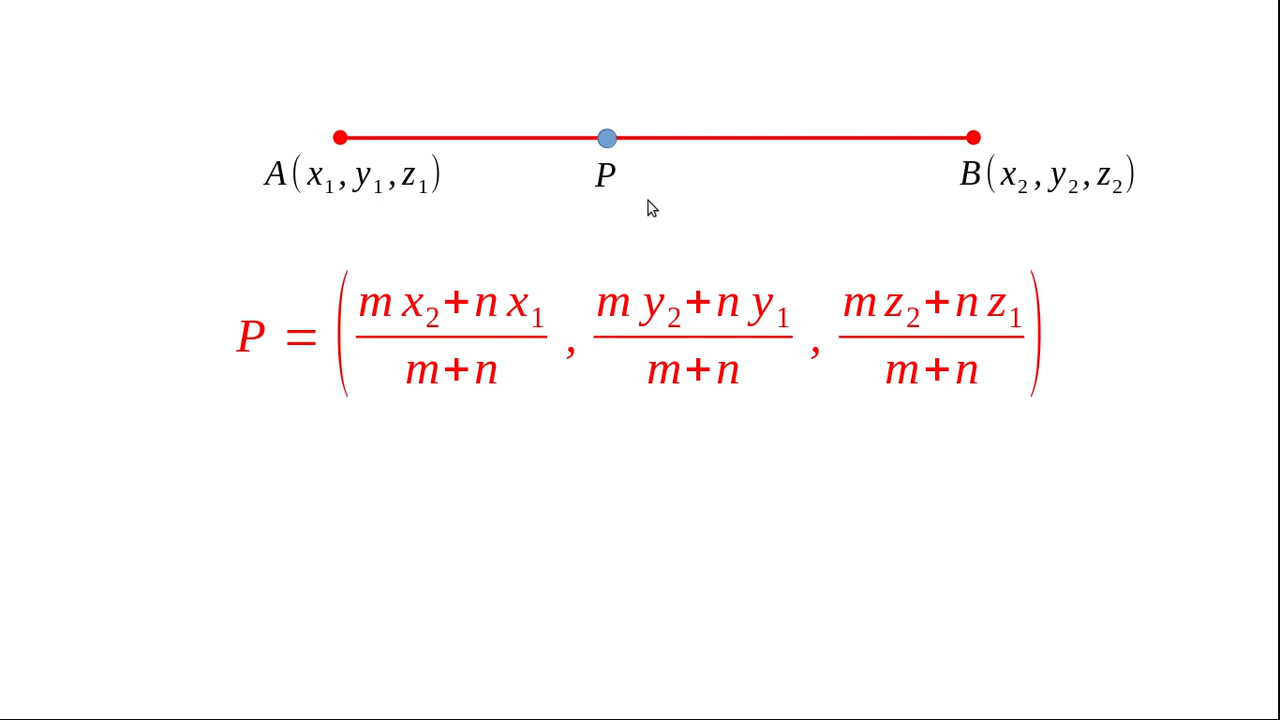 A(x₁, y₁, z₁) P B(x₂, y₂, z₂)
P = ( (m x₂+n x₁)/(m+n) , (m y₂+n y₁)/(m+n) , (m z₂+n z₁)/(m+n) )